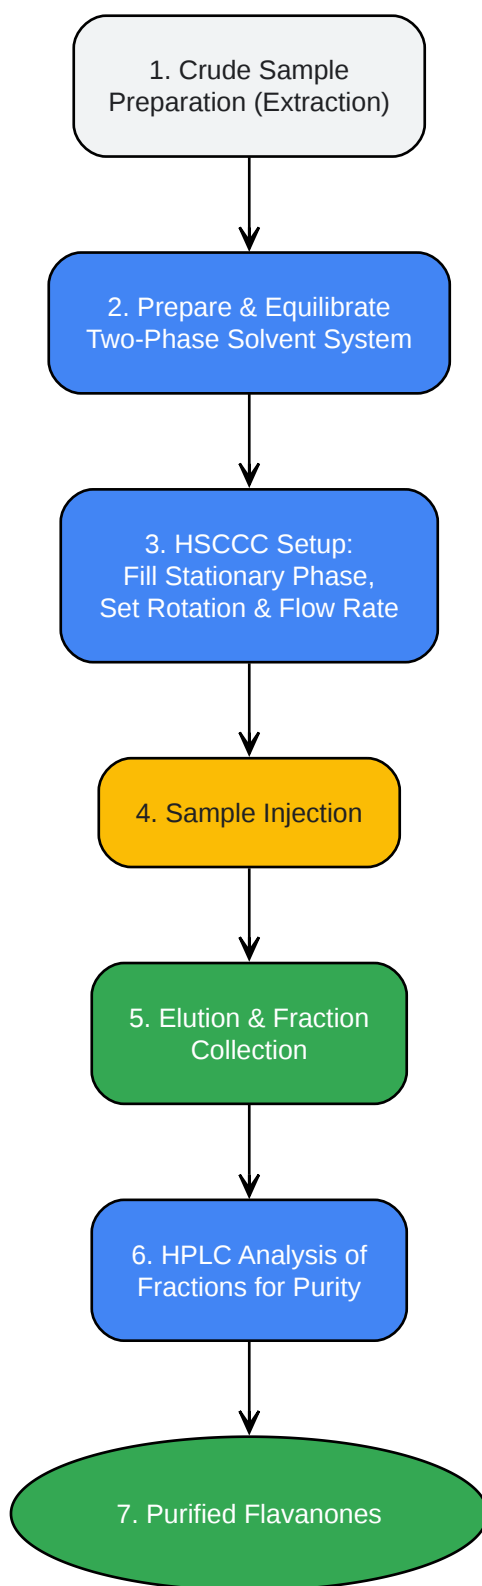 1. Crude Sample
Preparation (Extraction)
2. Prepare & Equilibrate
Two-Phase Solvent System
3. HSCCC Setup:
Fill Stationary Phase,
Set Rotation & Flow Rate
4. Sample Injection
5. Elution & Fraction
Collection
6. HPLC Analysis of
Fractions for Purity
7. Purified Flavanones